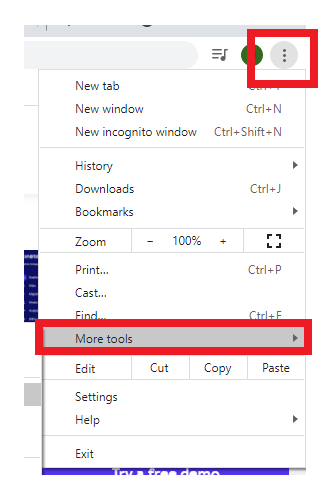 New tab
New window Ctrl+N
New incognito window Ctrl+Shift+N
History
Downloads Ctrl+J
Bookmarks
Zoom - 100% +
Print... Ctrl+P
Cast...
Find... Ctrl+F
More tools
Edit Cut Copy Paste
Settings
Help
Exit
Try a free demo